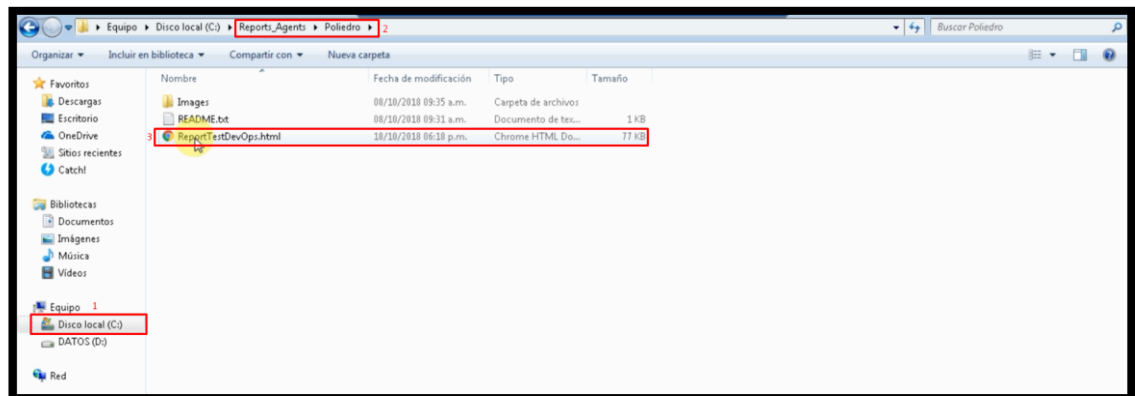 Equipo Disco local (C:) Reports_Agents Poliedro 2 Buscar Poliedro
Organizar Incluir en biblioteca Compartir con Nueva carpeta
Nombre Fecha de modificación Tipo Tamaño
Images 08/10/2018 09:35 a.m. Carpeta de archivos
README.txt 08/10/2018 09:31 a.m. Documento de tex... 1 KB
3 ReportTestDevOps.html 18/10/2018 06:18 p.m. Chrome HTML Do... 77 KB
Favoritos
Descargas
Escritorio
OneDrive
Sitios recientes
Catch!
Bibliotecas
Documentos
Imágenes
Música
Vídeos
Equipo 1
Disco local (C:)
DATOS (D:)
Red